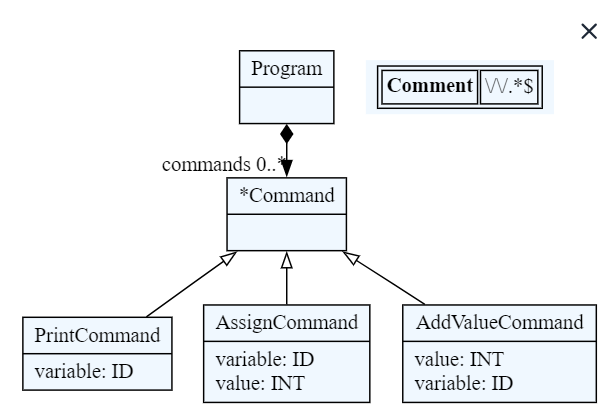 Program
Comment \/\/.*$
commands 0..*
*Command
PrintCommand
variable: ID
AssignCommand
variable: ID
value: INT
AddValueCommand
value: INT
variable: ID